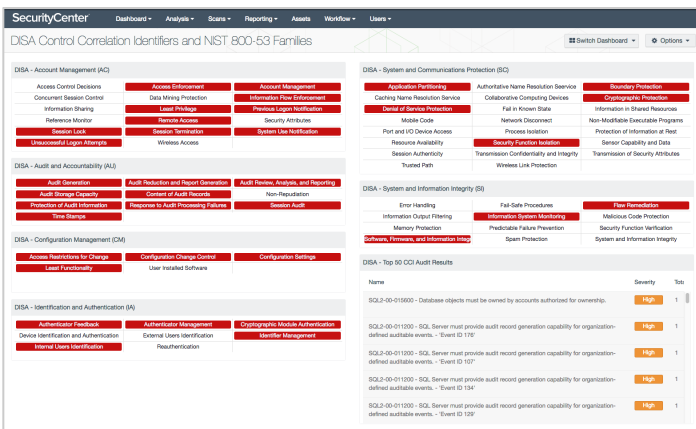 SecurityCenter Dashboard Analysis Scans Reporting Assets Workflow Users
DISA Control Correlation Identifiers and NIST 800-53 Families
Switch Dashboard Options
DISA - Account Management (AC)
Access Control Decisions Access Enforcement Account Management
Concurrent Session Control Data Mining Protection Information Flow Enforcement
Information Sharing Least Privilege Previous Logon Notification
Reference Monitor Remote Access Security Attributes
Session Lock Session Termination System Use Notification
Unsuccessful Logon Attempts Wireless Access
DISA - Audit and Accountability (AU)
Audit Generation Audit Reduction and Report Generation Audit Review, Analysis, and Reporting
Audit Storage Capacity Content of Audit Records Non-Repudiation
Protection of Audit Information Response to Audit Processing Failures Session Audit
Time Stamps
DISA - Configuration Management (CM)
Access Restrictions for Change Configuration Change Control Configuration Settings
Least Functionality User Installed Software
DISA - Identification and Authentication (IA)
Authenticator Feedback Authenticator Management Cryptographic Module Authentication
Device Identification and Authentication External Users Identification Identifier Management
Internal Users Identification Reauthentication
DISA - System and Communications Protection (SC)
Application Partitioning Authoritative Name Resolution Seervice Boundary Protection
Caching Name Resolution Service Collaborative Computing Devices Cryptographic Protection
Denial of Service Protection Fail in Known State Information in Shared Resources
Mobile Code Network Disconnect Non-Modifiable Executable Programs
Port and I/O Device Access Process Isolation Protection of Information at Rest
Resource Availability Security Function Isolation Sensor Capability and Data
Session Authenticity Transmission Confidentiality and Integrity Transmission of Security Attributes
Trusted Path Wireless Link Protection
DISA - System and Information Integrity (SI)
Error Handling Fail-Safe Procedures Flaw Remediation
Information Output Filtering Information System Monitoring Malicious Code Protection
Memory Protection Predictable Failure Prevention Security Function Verification
Software, Firmware, and Information Integ Spam Protection System and Information Integrity
DISA - Top 50 CCI Audit Results
Name Severity Tota
SQL2-00-015600 - Database objects must be owned by accounts authorized for ownership. High 1
SQL2-00-011200 - SQL Server must provide audit record generation capability for organization- High 1
defined auditable events. - 'Event ID 176'
SQL2-00-011200 - SQL Server must provide audit record generation capability for organization- High 1
defined auditable events. - 'Event ID 107'
SQL2-00-011200 - SQL Server must provide audit record generation capability for organization- High 1
defined auditable events. - 'Event ID 134'
SQL2-00-011200 - SQL Server must provide audit record generation capability for organization- High 1
defined auditable events. - 'Event ID 129'